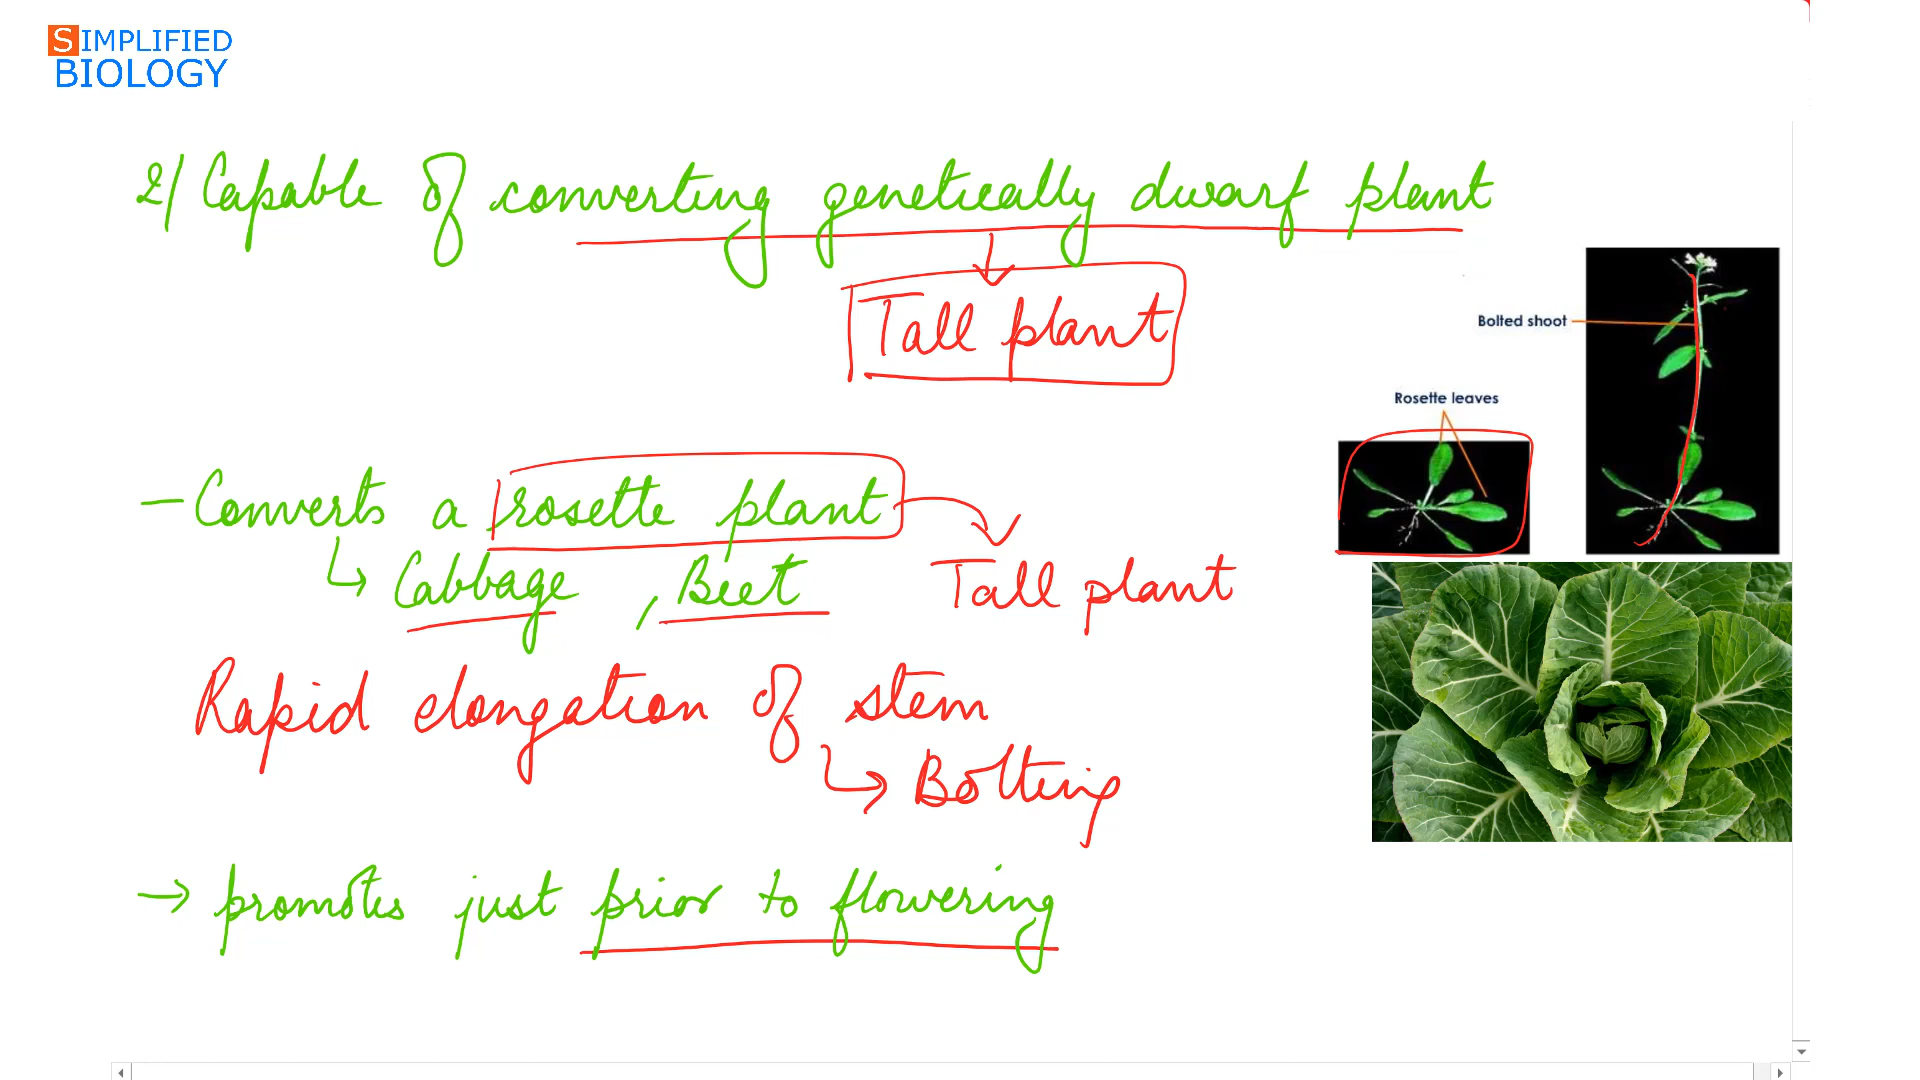 SIMPLIFIED
BIOLOGY
2) Capable of converting genetically dwarf plant
Tall plant
Bolted shoot
Rosette leaves
- Converts a rosette plant
Cabbage, Beet
Tall plant
Rapid elongation of stem
Bolting
→ promotes just prior to flowering